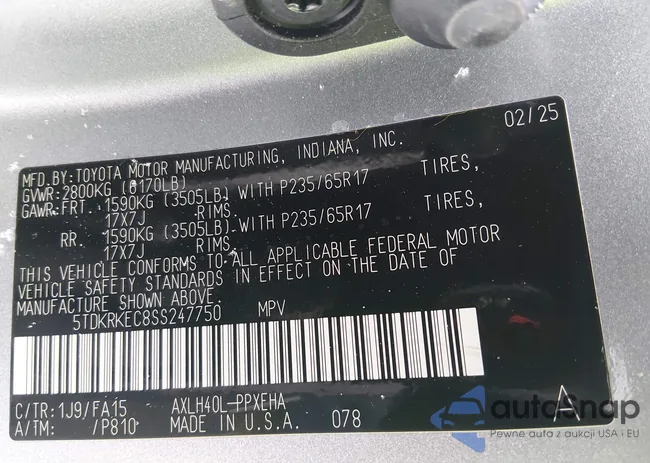 02/25
MFD.BY:TOYOTA MOTOR MANUFACTURING, INDIANA, INC.
GVWR:2800KG (6170LB)
GAWR:FRT. 1590KG (3505LB) WITH P235/65R17 TIRES,
17X7J RIMS.
RR. 1590KG (3505LB) WITH P235/65R17 TIRES,
17X7J RIMS.
THIS VEHICLE CONFORMS TO ALL APPLICABLE FEDERAL MOTOR
VEHICLE SAFETY STANDARDS IN EFFECT ON THE DATE OF
MANUFACTURE SHOWN ABOVE.
5TDKRKEC8SS247750 MPV
C/TR:1J9/FA15 AXLH40L-PPXEHA
A/TM: /P810 MADE IN U.S.A. 078
A
autoSnap
Pewne auta z aukcji USA i EU